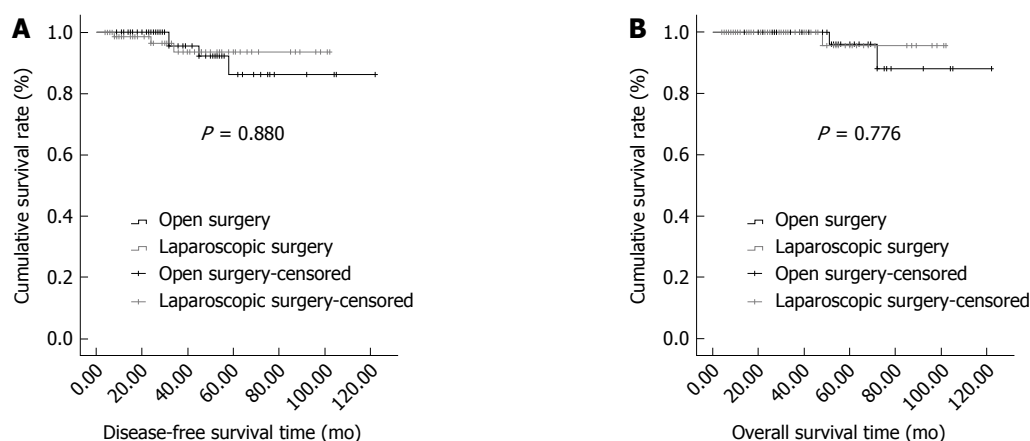 A
Cumulative survival rate (%)
1.0
0.8
0.6
0.4
0.2
0.0
P = 0.880
Open surgery
Laparoscopic surgery
Open surgery-censored
Laparoscopic surgery-censored
0.00
20.00
40.00
60.00
80.00
100.00
120.00
Disease-free survival time (mo)
B
Cumulative survival rate (%)
1.0
0.8
0.6
0.4
0.2
0.0
P = 0.776
Open surgery
Laparoscopic surgery
Open surgery-censored
Laparoscopic surgery-censored
0.00
20.00
40.00
60.00
80.00
100.00
120.00
Overall survival time (mo)